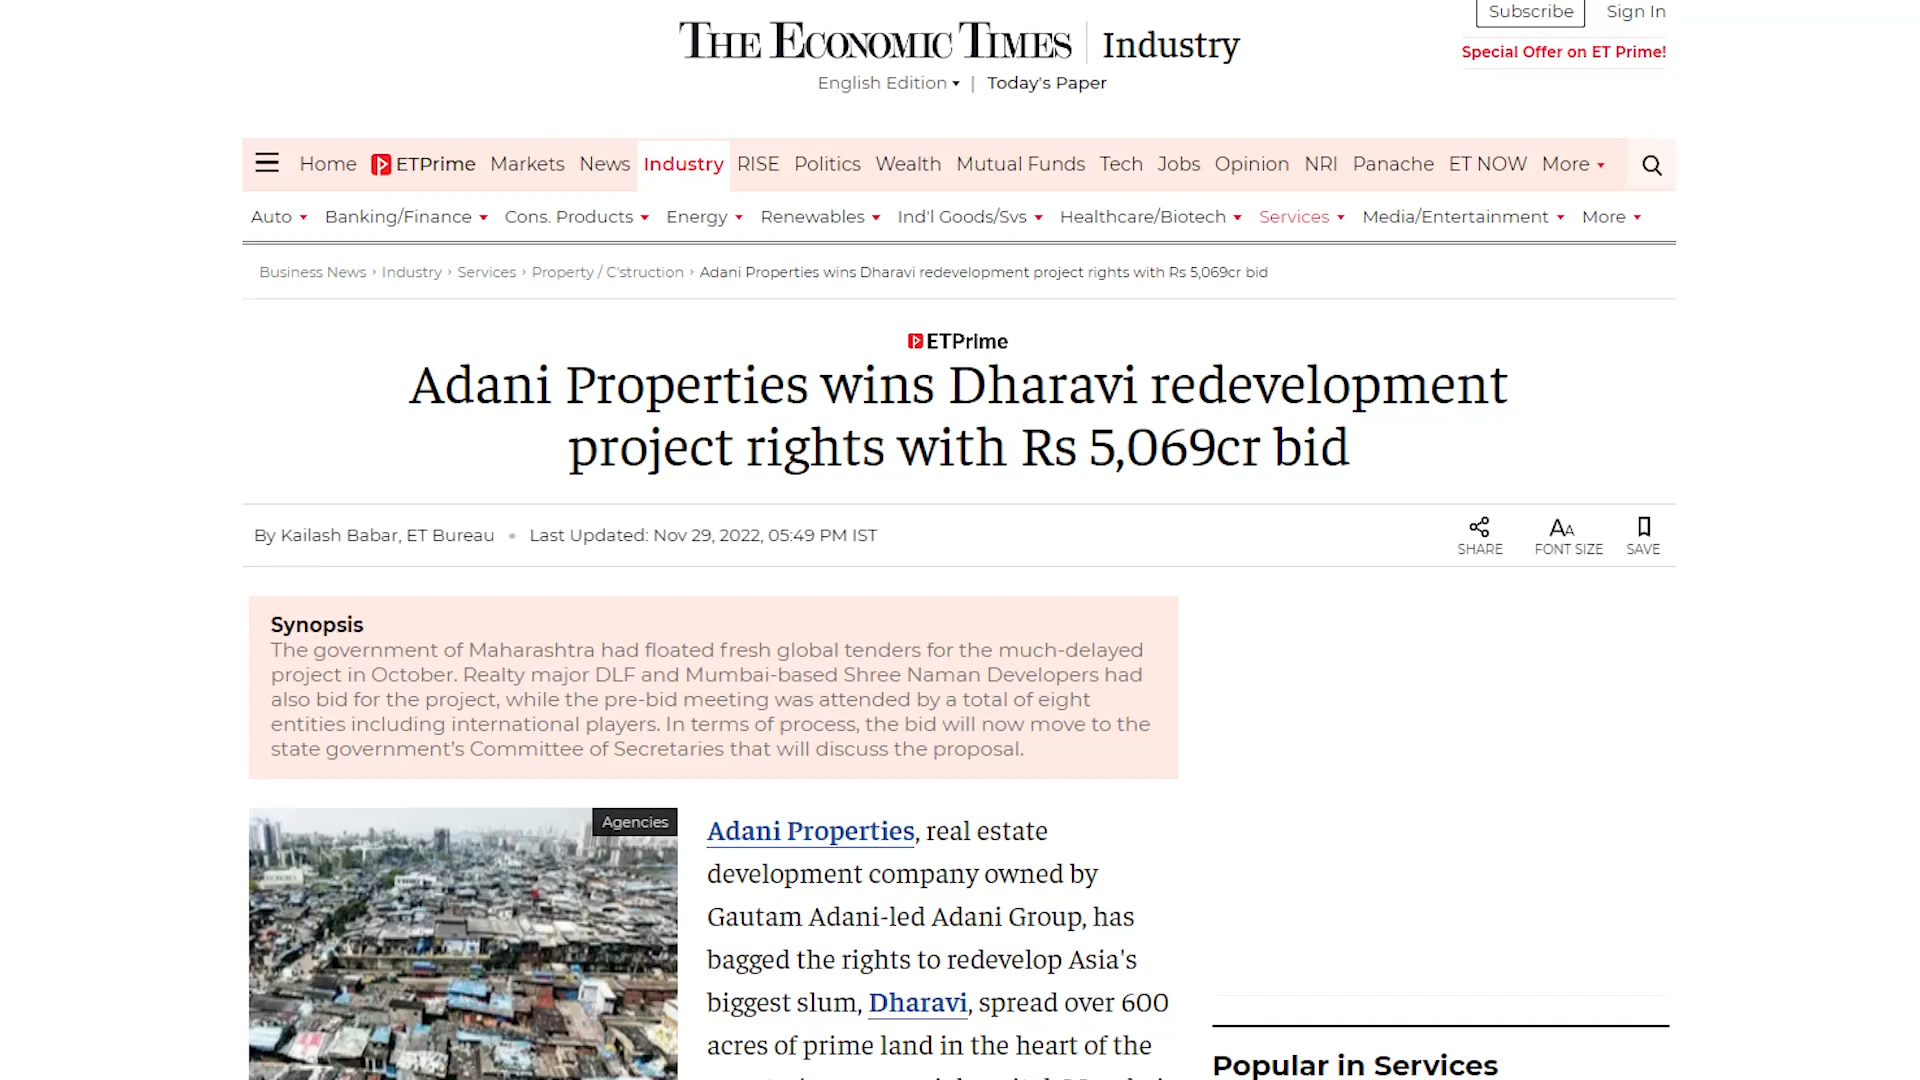 Subscribe Sign In
THE ECONOMIC TIMES Industry
Special Offer on ET Prime!
English Edition | Today's Paper
Home ETPrime Markets News Industry RISE Politics Wealth Mutual Funds Tech Jobs Opinion NRI Panache ET NOW More
Auto Banking/Finance Cons. Products Energy Renewables Ind'l Goods/Svs Healthcare/Biotech Services Media/Entertainment More
Business News › Industry › Services › Property / C'struction › Adani Properties wins Dharavi redevelopment project rights with Rs 5,069cr bid
ETPrime
Adani Properties wins Dharavi redevelopment
project rights with Rs 5,069cr bid
By Kailash Babar, ET Bureau • Last Updated: Nov 29, 2022, 05:49 PM IST
SHARE FONT SIZE SAVE
Synopsis
The government of Maharashtra had floated fresh global tenders for the much-delayed
project in October. Realty major DLF and Mumbai-based Shree Naman Developers had
also bid for the project, while the pre-bid meeting was attended by a total of eight
entities including international players. In terms of process, the bid will now move to the
state government's Committee of Secretaries that will discuss the proposal.
Agencies
Adani Properties, real estate
development company owned by
Gautam Adani-led Adani Group, has
bagged the rights to redevelop Asia's
biggest slum, Dharavi, spread over 600
acres of prime land in the heart of the
Popular in Services